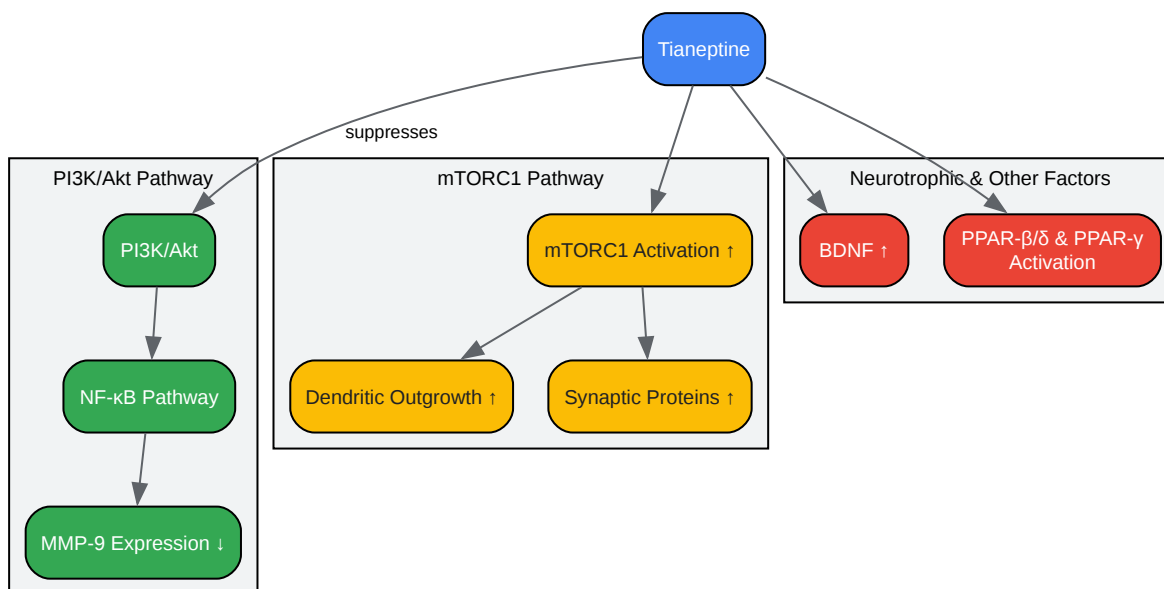 Tianeptine
suppresses
PI3K/Akt Pathway
PI3K/Akt
NF-κB Pathway
MMP-9 Expression ↓
mTORC1 Pathway
mTORC1 Activation ↑
Dendritic Outgrowth ↑
Synaptic Proteins ↑
Neurotrophic & Other Factors
BDNF ↑
PPAR-β/δ & PPAR-γ
Activation